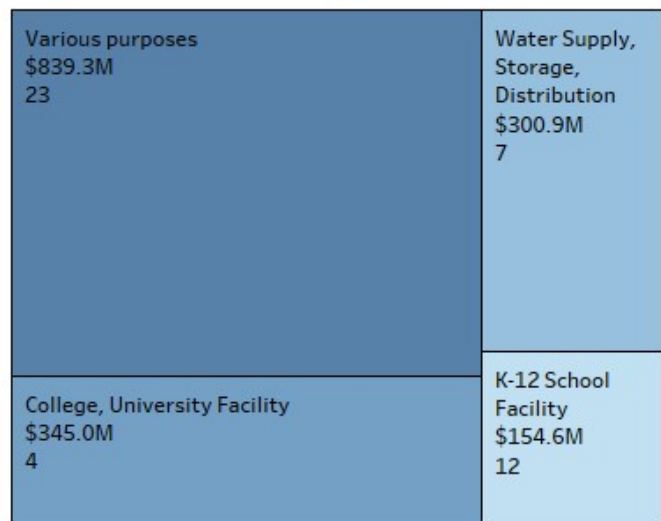 Various purposes
$839.3M
23
Water Supply,
Storage,
Distribution
$300.9M
7
College, University Facility
$345.0M
4
K-12 School
Facility
$154.6M
12